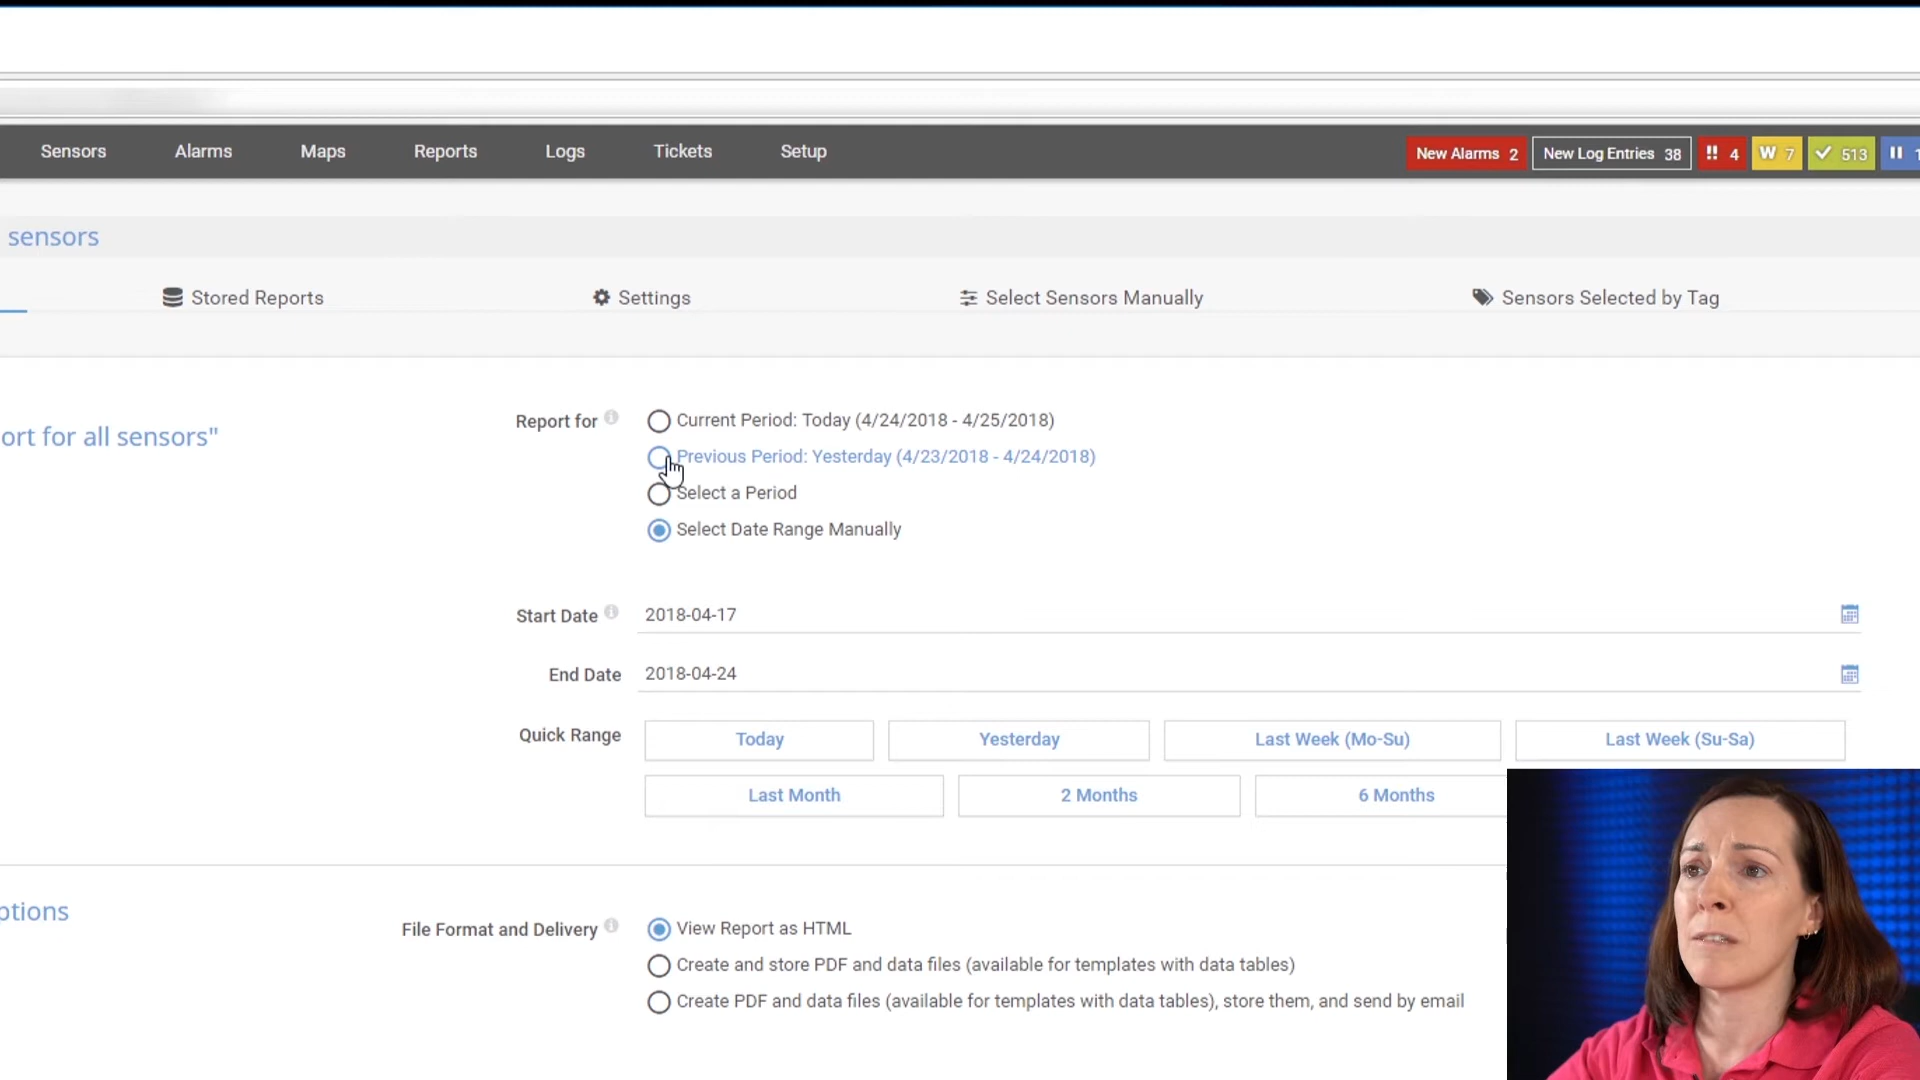 Sensors Alarms Maps Reports Logs Tickets Setup New Alarms 2 New Log Entries 38 !! 4 W 7 513
sensors
Stored Reports Settings Select Sensors Manually Sensors Selected by Tag
ort for all sensors"
Report for Current Period: Today (4/24/2018 - 4/25/2018)
Previous Period: Yesterday (4/23/2018 - 4/24/2018)
Select a Period
Select Date Range Manually
Start Date 2018-04-17
End Date 2018-04-24
Quick Range Today Yesterday Last Week (Mo-Su) Last Week (Su-Sa)
Last Month 2 Months 6 Months
ptions
File Format and Delivery View Report as HTML
Create and store PDF and data files (available for templates with data tables)
Create PDF and data files (available for templates with data tables), store them, and send by email